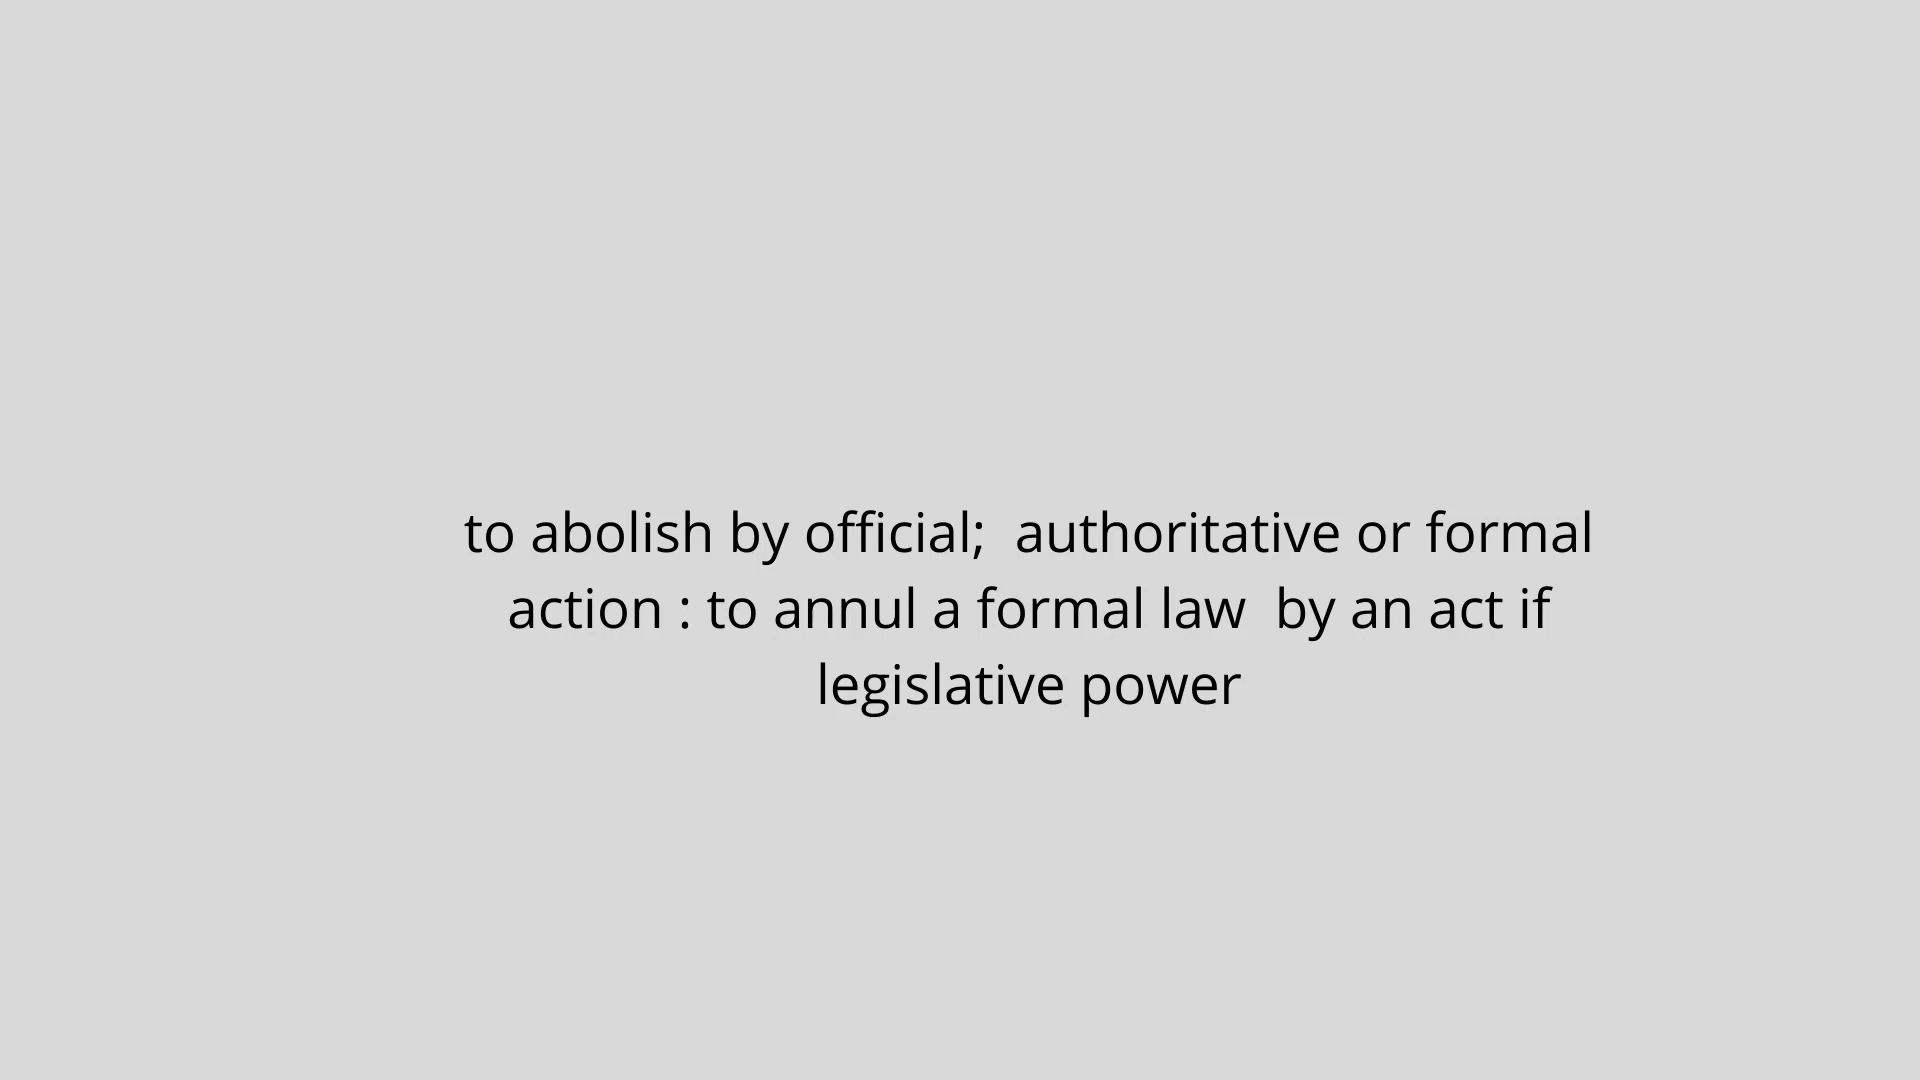 to abolish by official;  authoritative or formal
action : to annul a formal law  by an act if
legislative power